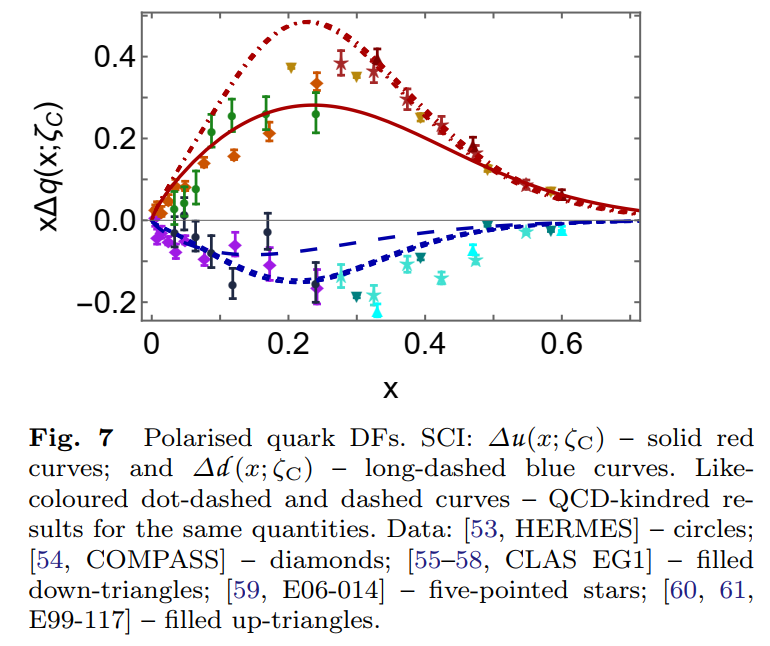 0.4
0.2
0.0
−0.2
xΔq(x;ζC)
0 0.2 0.4 0.6
x
Fig. 7 Polarised quark DFs. SCI: Δu(x; ζC) – solid red
curves; and Δd(x; ζC) – long-dashed blue curves. Like-
coloured dot-dashed and dashed curves – QCD-kindred re-
sults for the same quantities. Data: [53, HERMES] – circles;
[54, COMPASS] – diamonds; [55–58, CLAS EG1] – filled
down-triangles; [59, E06-014] – five-pointed stars; [60, 61,
E99-117] – filled up-triangles.